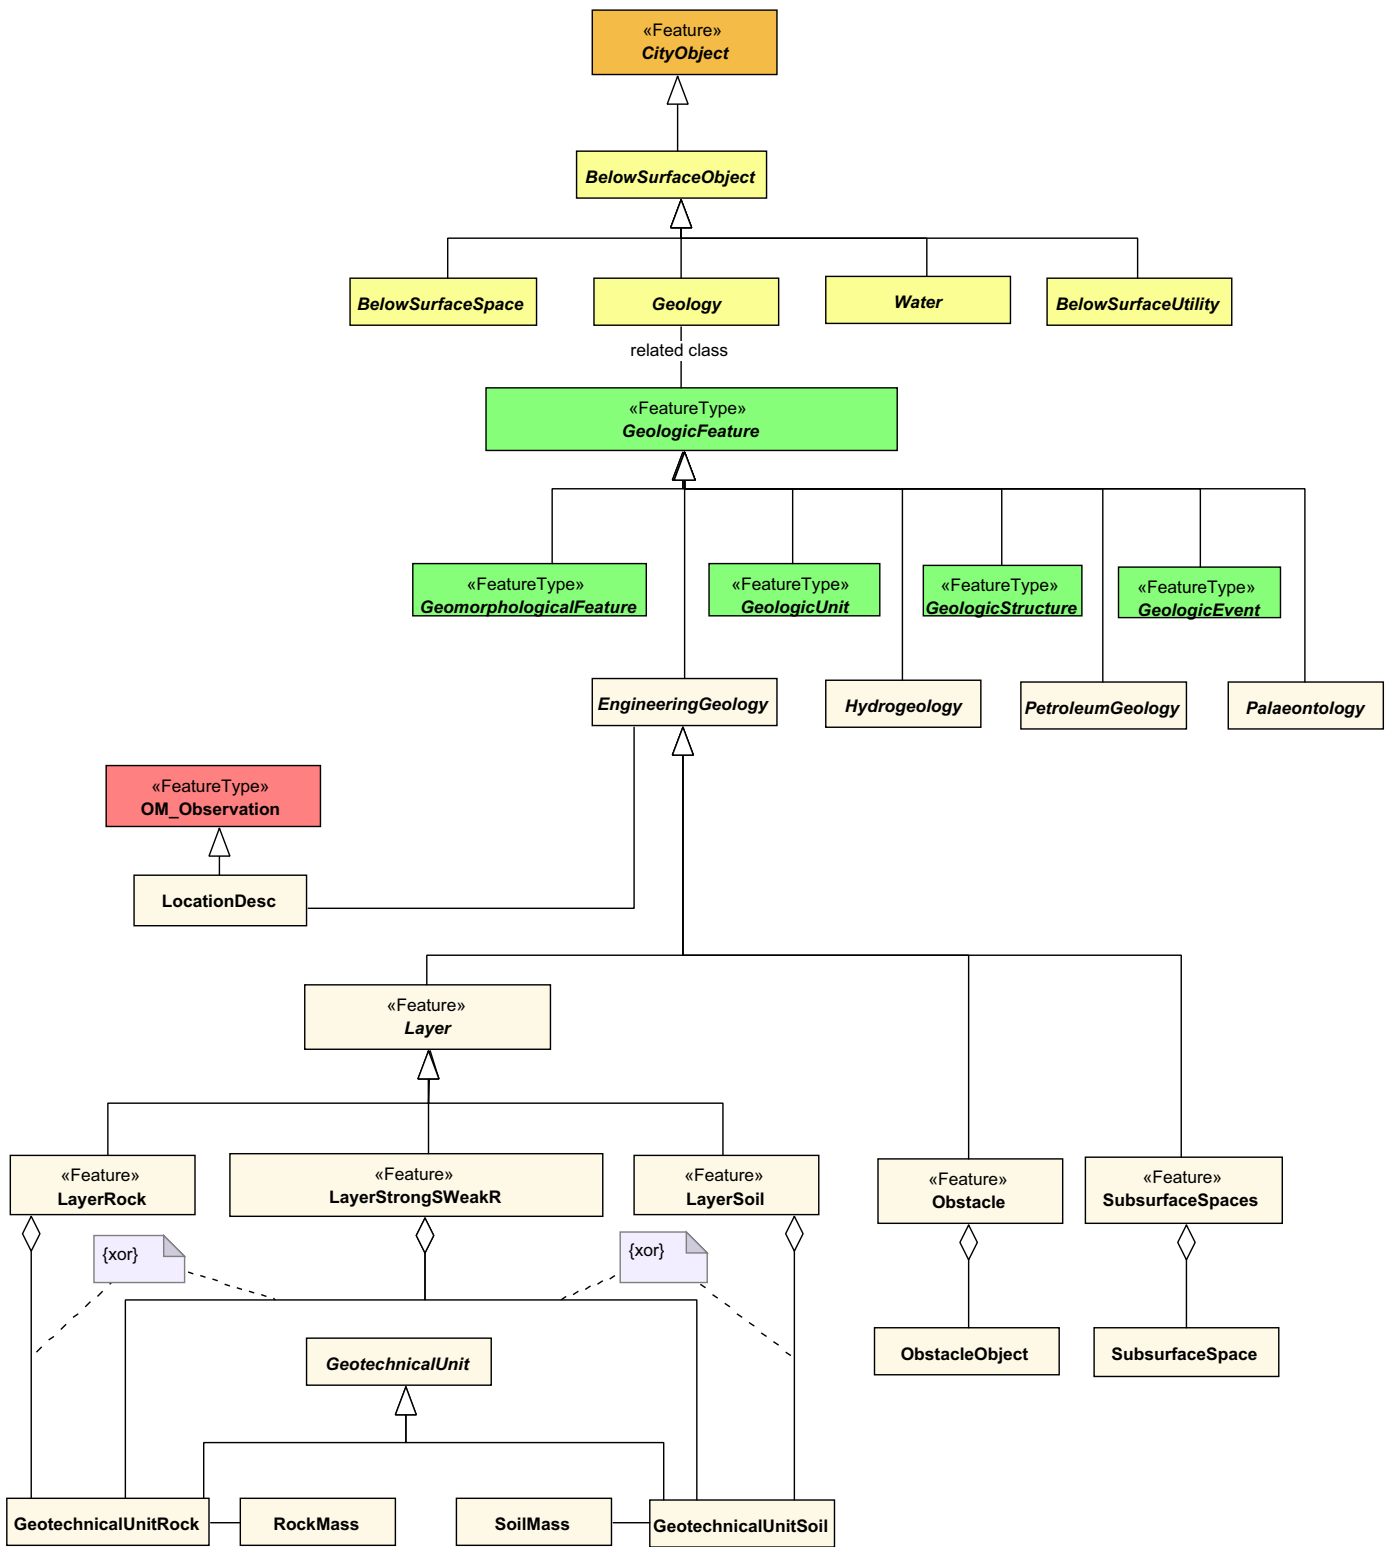 «Feature»
CityObject
BelowSurfaceObject
BelowSurfaceSpace
Geology
Water
BelowSurfaceUtility
related class
«FeatureType»
GeologicFeature
«FeatureType»
GeomorphologicalFeature
«FeatureType»
GeologicUnit
«FeatureType»
GeologicStructure
«FeatureType»
GeologicEvent
EngineeringGeology
Hydrogeology
PetroleumGeology
Palaeontology
«FeatureType»
OM_Observation
LocationDesc
«Feature»
Layer
«Feature»
LayerRock
«Feature»
LayerStrongSWeakR
«Feature»
LayerSoil
«Feature»
Obstacle
«Feature»
SubsurfaceSpaces
{xor}
{xor}
GeotechnicalUnit
ObstacleObject
SubsurfaceSpace
GeotechnicalUnitRock
RockMass
SoilMass
GeotechnicalUnitSoil